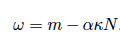 ω = m − ακN.